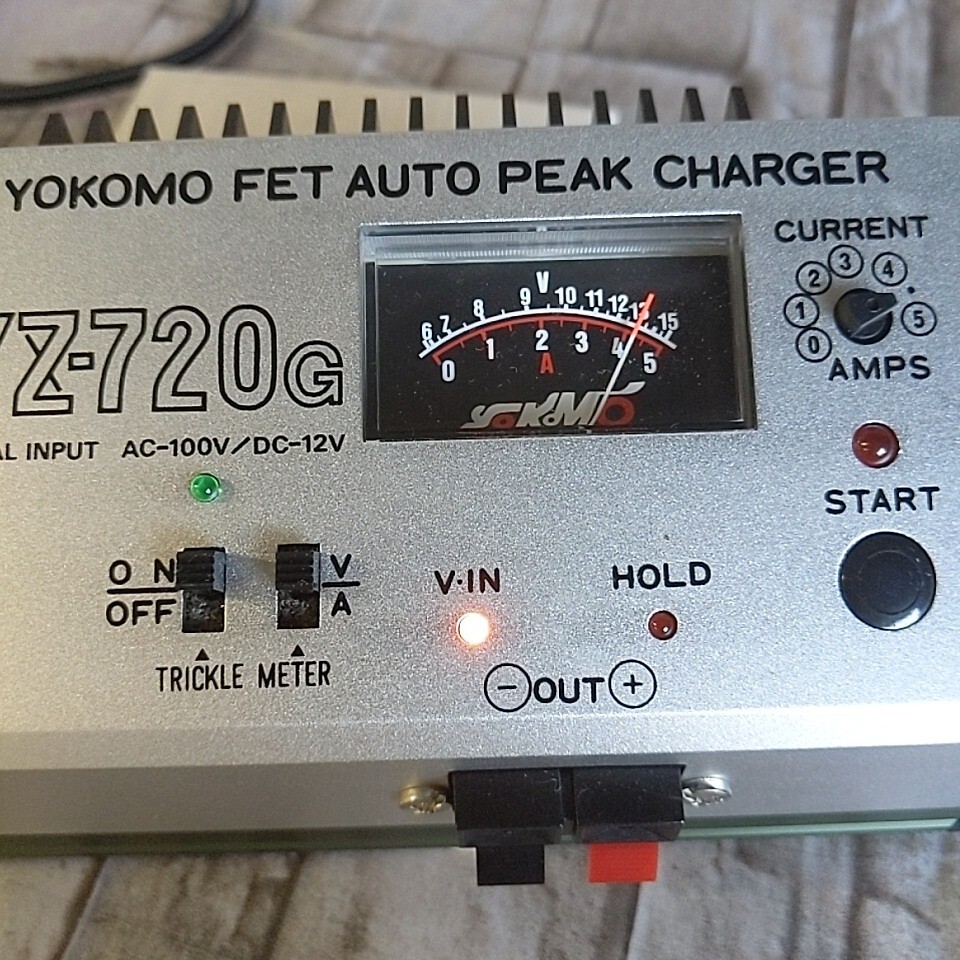 YOKOMO FET AUTO PEAK CHARGER
YZ-720G
AL INPUT AC-100V/DC-12V
V
6 7 8 9 10 11 12 13 15
0 1 2 3 4 5
A
YOKOMO
CURRENT
0 1 2 3 4 5
AMPS
START
ON
OFF
V
A
TRICKLE METER
V·IN
HOLD
− OUT +